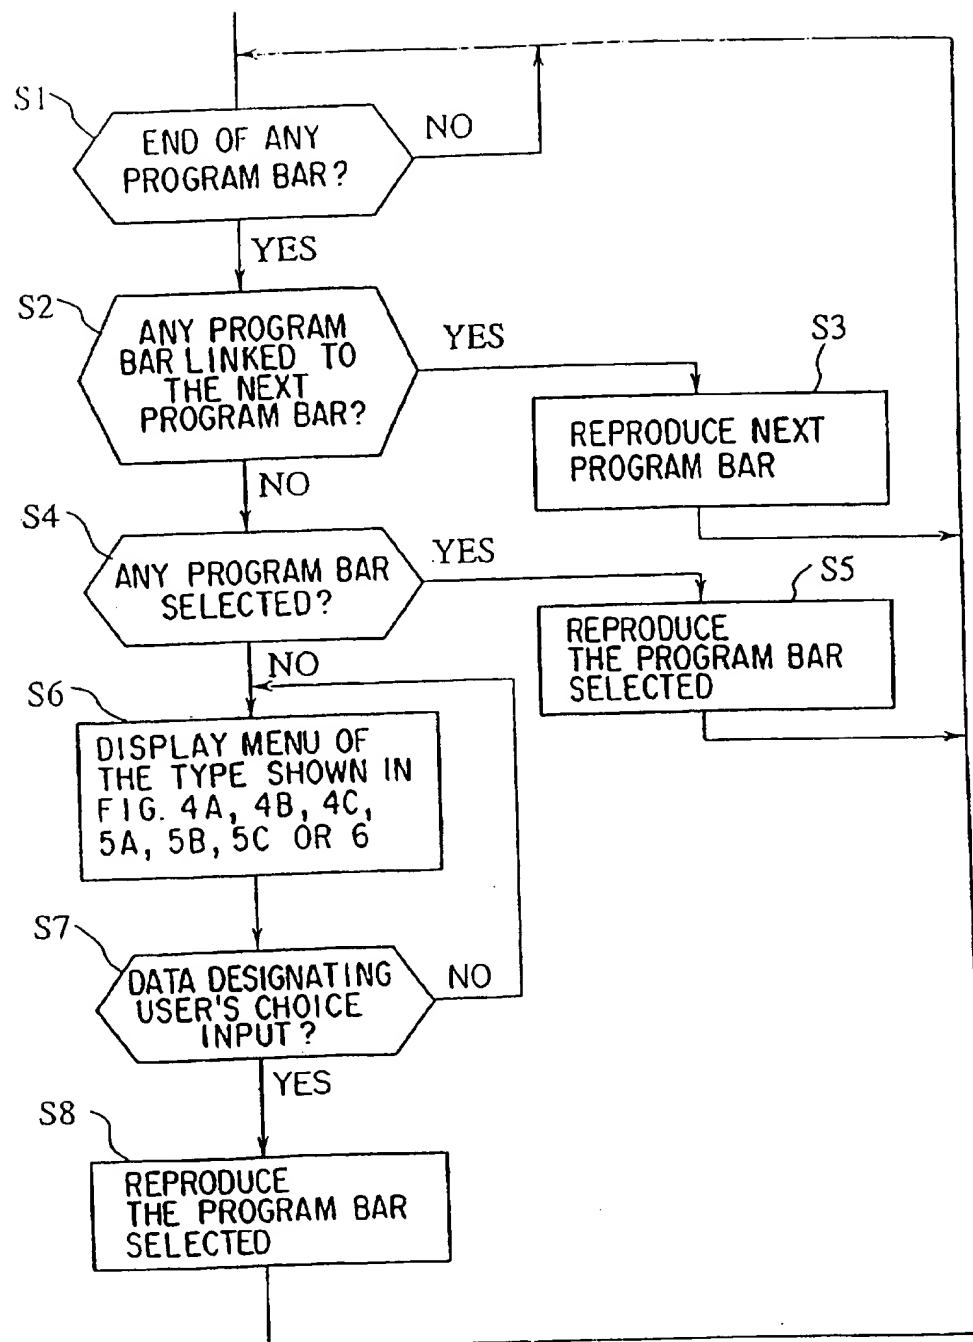 S1
END OF ANY
PROGRAM BAR?
NO
YES
S2
ANY PROGRAM
BAR LINKED TO
THE NEXT
PROGRAM BAR?
YES
S3
REPRODUCE NEXT
PROGRAM BAR
NO
S4
ANY PROGRAM BAR
SELECTED?
YES
S5
REPRODUCE
THE PROGRAM BAR
SELECTED
NO
S6
DISPLAY MENU OF
THE TYPE SHOWN IN
FIG. 4A, 4B, 4C,
5A, 5B, 5C OR 6
S7
DATA DESIGNATING
USER'S CHOICE
INPUT?
NO
YES
S8
REPRODUCE
THE PROGRAM BAR
SELECTED